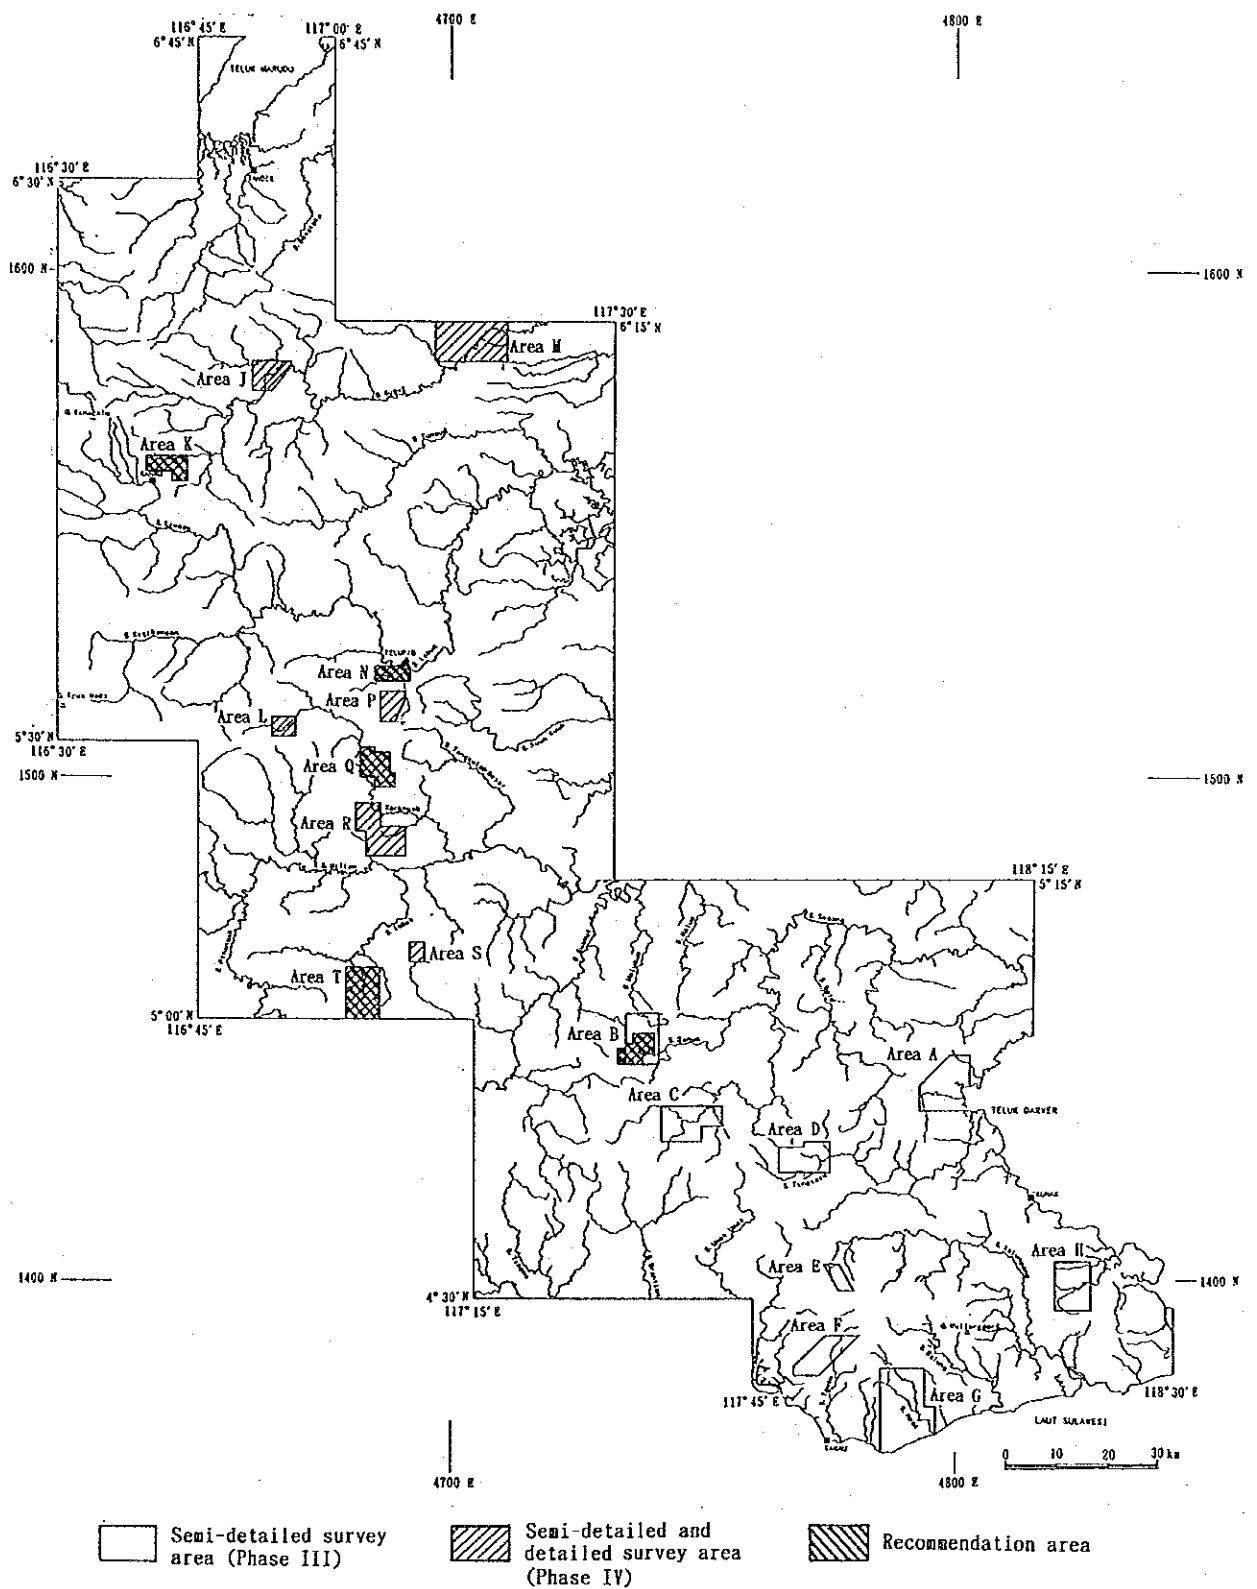 4700 E
4800 E
116°45' E
6°45' N
117°00' E
6°45' N
TELUK MARUDU
116°30' E
6°30' N
1600 N
1600 N
117°30' E
6°15' N
Area M
Area J
Area K
TELUPID
Area N
Area P
Area L
5°30' N
116°30' E
1500 N
1500 N
Area Q
Area R
118°15' E
5°15' N
Area S
Area T
5°00' N
116°45' E
Area B
Area A
Area C
TELUK DARVER
Area D
Area E
Area H
1400 N
1400 N
4°30' N
117°15' E
Area F
117°45' E
118°30' E
Area G
LAUT SULAWESI
0 10 20 30 km
4700 E
4800 E
Semi-detailed survey
area (Phase III)
Semi-detailed and
detailed survey area
(Phase IV)
Recommendation area